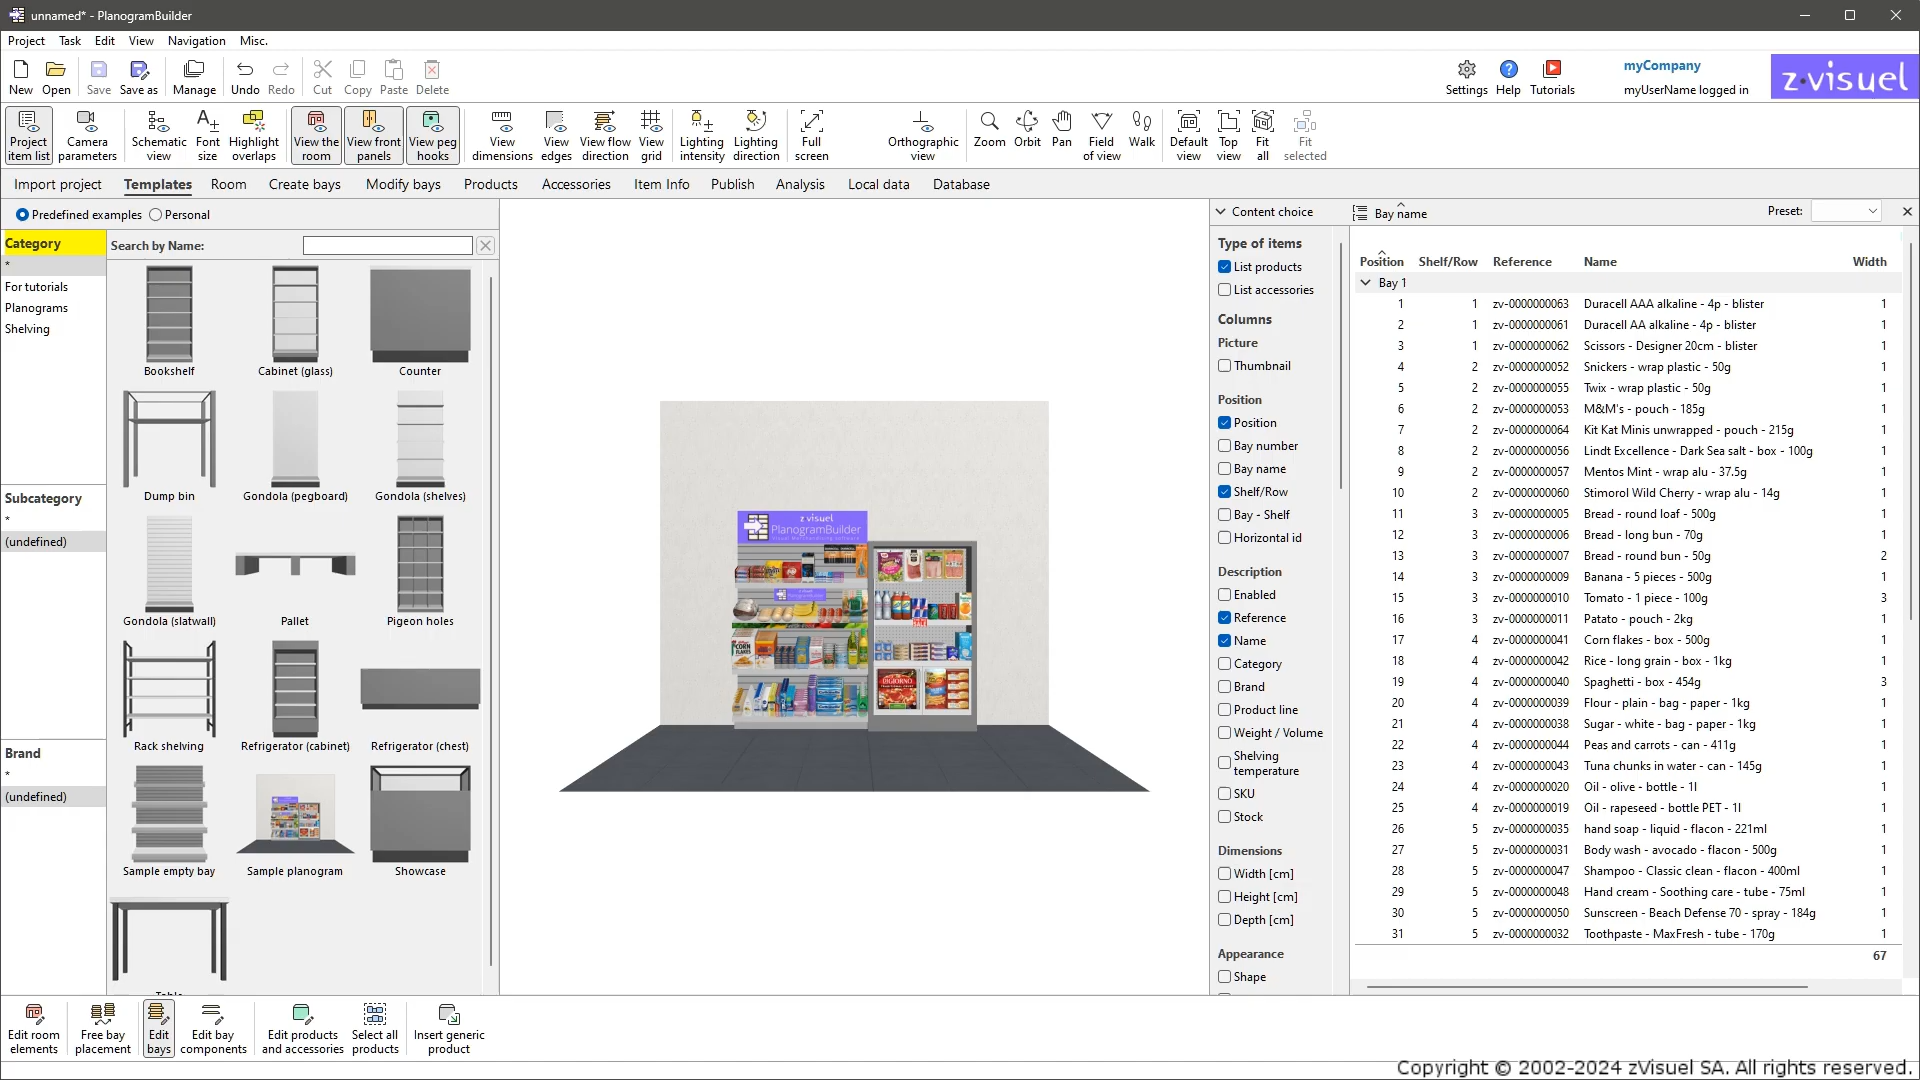 unnamed* - PlanogramBuilder
Project Task Edit View Navigation Misc.
New Open Save Save as Manage Undo Redo Cut Copy Paste Delete
Settings Help Tutorials
myCompany
myUserName logged in
z·visuel
Project item list
Camera parameters
Schematic view
Font size
Highlight overlaps
View the room
View front panels
View peg hooks
View dimensions
View edges
View flow direction
View grid
Lighting intensity
Lighting direction
Full screen
Orthographic view
Zoom Orbit Pan
Field of view
Walk
Default view
Top view
Fit all
Fit selected
Import project Templates Room Create bays Modify bays Products Accessories Item Info Publish Analysis Local data Database
Predefined examples Personal
Category
*
For tutorials
Planograms
Shelving
Subcategory
*
(undefined)
Brand
*
(undefined)
Search by Name:
Bookshelf Cabinet (glass) Counter
Dump bin Gondola (pegboard) Gondola (shelves)
Gondola (slatwall) Pallet Pigeon holes
Rack shelving Refrigerator (cabinet) Refrigerator (chest)
Sample empty bay Sample planogram Showcase
Table
z·visuel
PlanogramBuilder
CORN FLAKES
DIGIORNO
Content choice
Type of items
List products
List accessories
Columns
Picture
Thumbnail
Position
Position
Bay number
Bay name
Shelf/Row
Bay - Shelf
Horizontal id
Description
Enabled
Reference
Name
Category
Brand
Product line
Weight / Volume
Shelving temperature
SKU
Stock
Dimensions
Width [cm]
Height [cm]
Depth [cm]
Appearance
Shape
Bay name
Preset:
Position Shelf/Row Reference Name Width
Bay 1
1 1 zv-0000000063 Duracell AAA alkaline - 4p - blister 1
2 1 zv-0000000061 Duracell AA alkaline - 4p - blister 1
3 1 zv-0000000062 Scissors - Designer 20cm - blister 1
4 2 zv-0000000052 Snickers - wrap plastic - 50g 1
5 2 zv-0000000055 Twix - wrap plastic - 50g 1
6 2 zv-0000000053 M&M's - pouch - 185g 1
7 2 zv-0000000064 Kit Kat Minis unwrapped - pouch - 215g 1
8 2 zv-0000000056 Lindt Excellence - Dark Sea salt - box - 100g 1
9 2 zv-0000000057 Mentos Mint - wrap alu - 37.5g 1
10 2 zv-0000000060 Stimorol Wild Cherry - wrap alu - 14g 1
11 3 zv-0000000005 Bread - round loaf - 500g 1
12 3 zv-0000000006 Bread - long bun - 70g 1
13 3 zv-0000000007 Bread - round bun - 50g 2
14 3 zv-0000000009 Banana - 5 pieces - 500g 1
15 3 zv-0000000010 Tomato - 1 piece - 100g 3
16 3 zv-0000000011 Patato - pouch - 2kg 1
17 4 zv-0000000041 Corn flakes - box - 500g 1
18 4 zv-0000000042 Rice - long grain - box - 1kg 1
19 4 zv-0000000040 Spaghetti - box - 454g 3
20 4 zv-0000000039 Flour - plain - bag - paper - 1kg 1
21 4 zv-0000000038 Sugar - white - bag - paper - 1kg 1
22 4 zv-0000000044 Peas and carrots - can - 411g 1
23 4 zv-0000000043 Tuna chunks in water - can - 145g 1
24 4 zv-0000000020 Oil - olive - bottle - 1l 1
25 4 zv-0000000019 Oil - rapeseed - bottle PET - 1l 1
26 5 zv-0000000035 hand soap - liquid - flacon - 221ml 1
27 5 zv-0000000031 Body wash - avocado - flacon - 500g 1
28 5 zv-0000000047 Shampoo - Classic clean - flacon - 400ml 1
29 5 zv-0000000048 Hand cream - Soothing care - tube - 75ml 1
30 5 zv-0000000050 Sunscreen - Beach Defense 70 - spray - 184g 1
31 5 zv-0000000032 Toothpaste - MaxFresh - tube - 170g 1
67
Edit room elements
Free bay placement
Edit bays
Edit bay components
Edit products and accessories
Select all products
Insert generic product
Copyright © 2002-2024 zVisuel SA. All rights reserved.